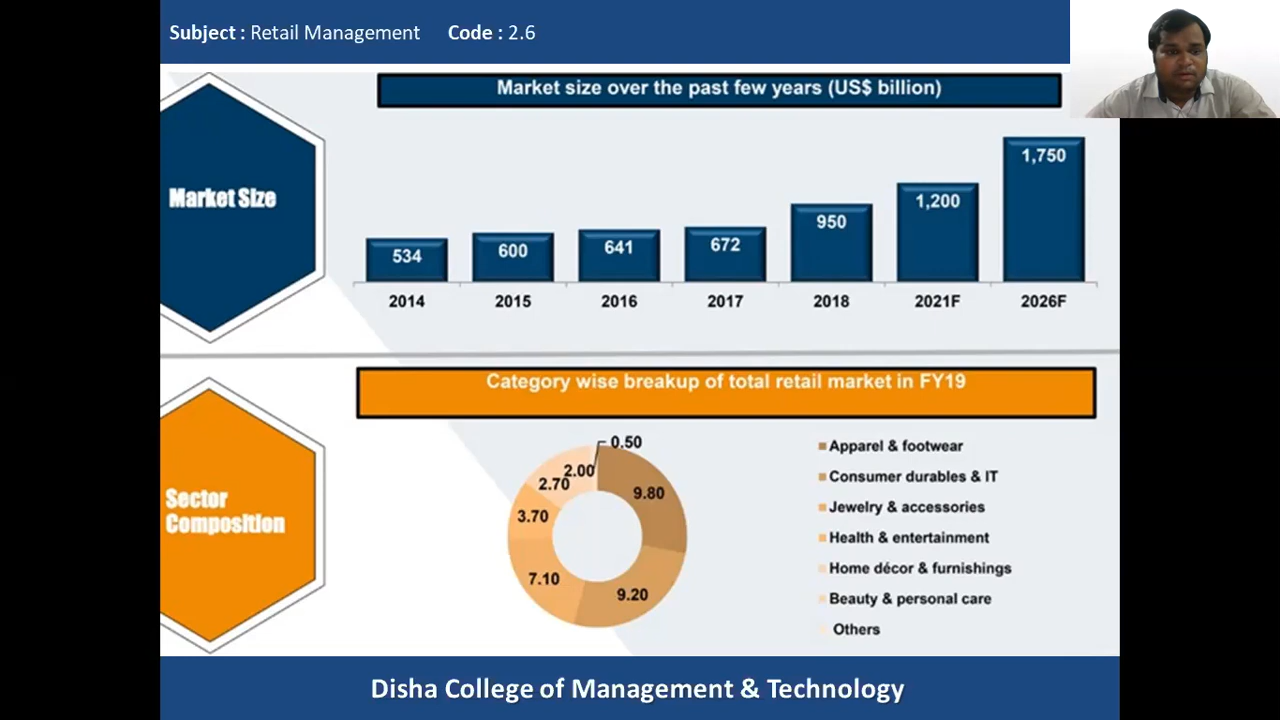 Subject : Retail Management Code : 2.6
Market size over the past few years (US$ billion)
Market Size
534
600
641
672
950
1,200
1,750
2014
2015
2016
2017
2018
2021F
2026F
Category wise breakup of total retail market in FY19
Sector
Composition
0.50
2.00
2.70
3.70
7.10
9.20
9.80
Apparel & footwear
Consumer durables & IT
Jewelry & accessories
Health & entertainment
Home décor & furnishings
Beauty & personal care
Others
Disha College of Management & Technology